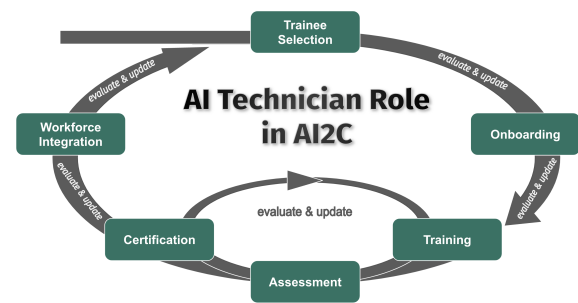 Trainee
Selection
evaluate & update
evaluate & update
AI Technician Role
in AI2C
Workforce
Integration
Onboarding
evaluate & update
evaluate & update
evaluate & update
Certification
Training
Assessment